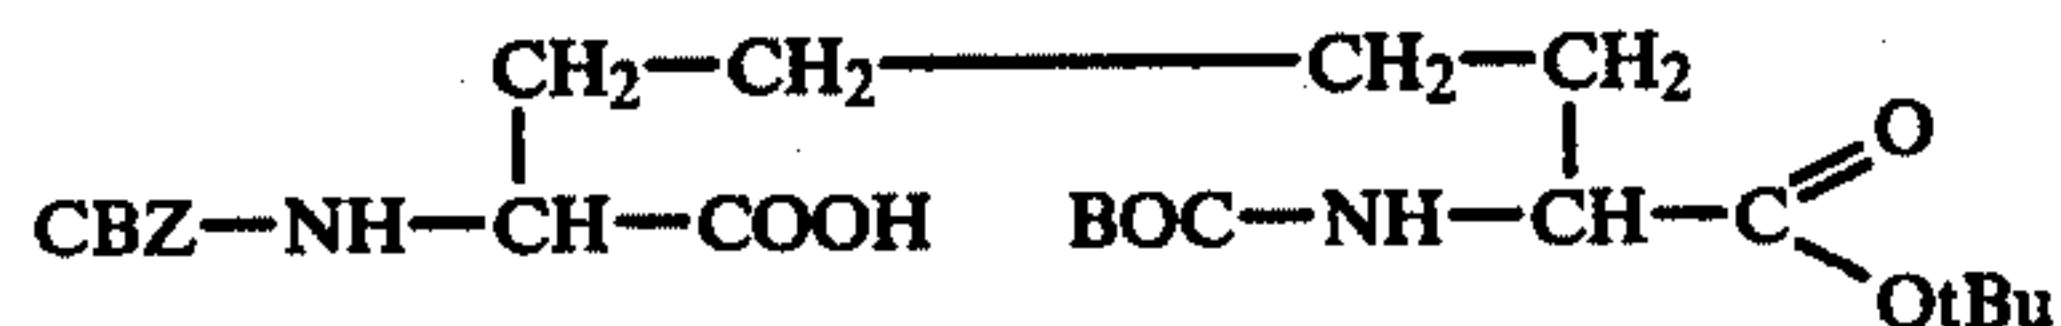 CH2—CH2—CH2—CH2
O
CBZ—NH—CH—COOH BOC—NH—CH—C
OtBu